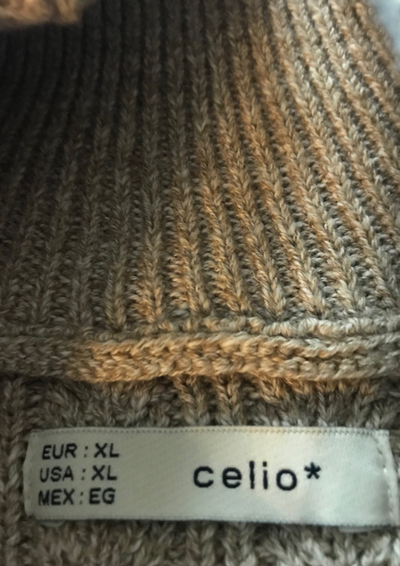 EUR : XL
USA : XL
MEX : EG
celio*